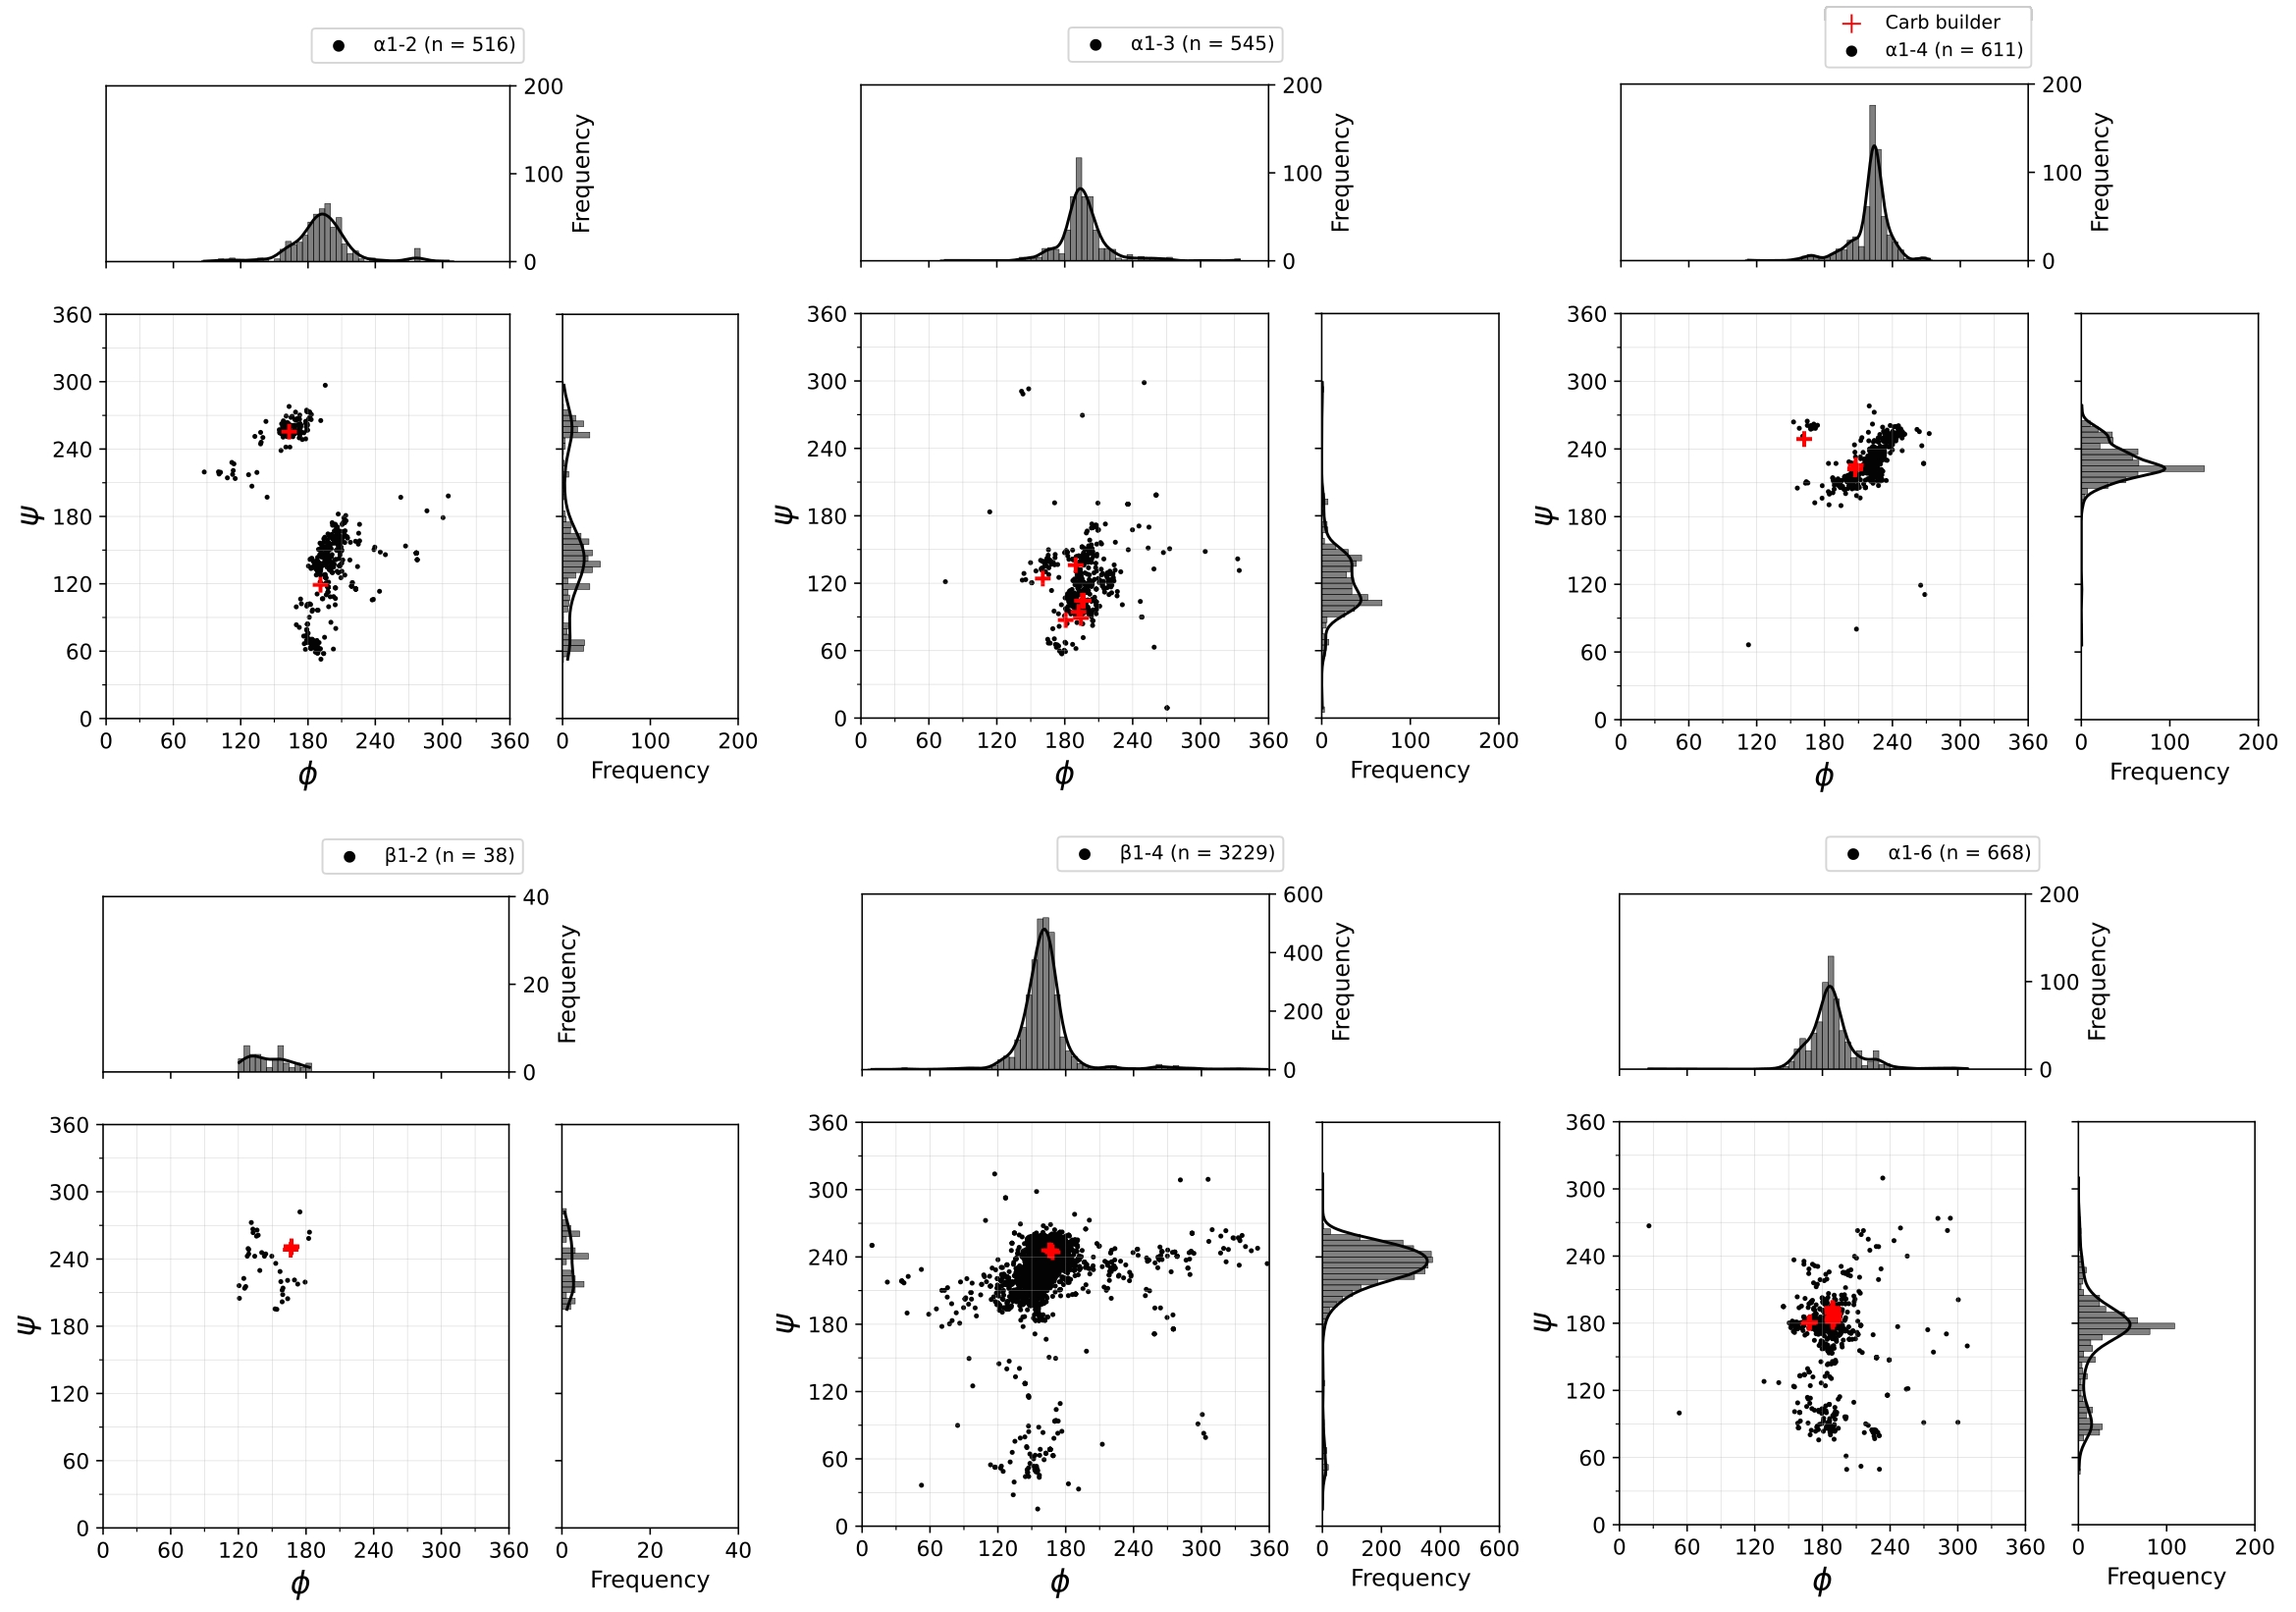 α1-2 (n = 516)
200
100
0
Frequency
360
300
240
180
120
60
0
ψ
0 60 120 180 240 300 360
ϕ
0 100 200
Frequency
α1-3 (n = 545)
200
100
0
Frequency
360
300
240
180
120
60
0
ψ
0 60 120 180 240 300 360
ϕ
0 100 200
Frequency
Carb builder
α1-4 (n = 611)
200
100
0
Frequency
360
300
240
180
120
60
0
ψ
0 60 120 180 240 300 360
ϕ
0 100 200
Frequency
β1-2 (n = 38)
40
20
0
Frequency
360
300
240
180
120
60
0
ψ
0 60 120 180 240 300 360
ϕ
0 20 40
Frequency
β1-4 (n = 3229)
600
400
200
0
Frequency
360
300
240
180
120
60
0
ψ
0 60 120 180 240 300 360
ϕ
0 200 400 600
Frequency
α1-6 (n = 668)
200
100
0
Frequency
360
300
240
180
120
60
0
ψ
0 60 120 180 240 300 360
ϕ
0 100 200
Frequency